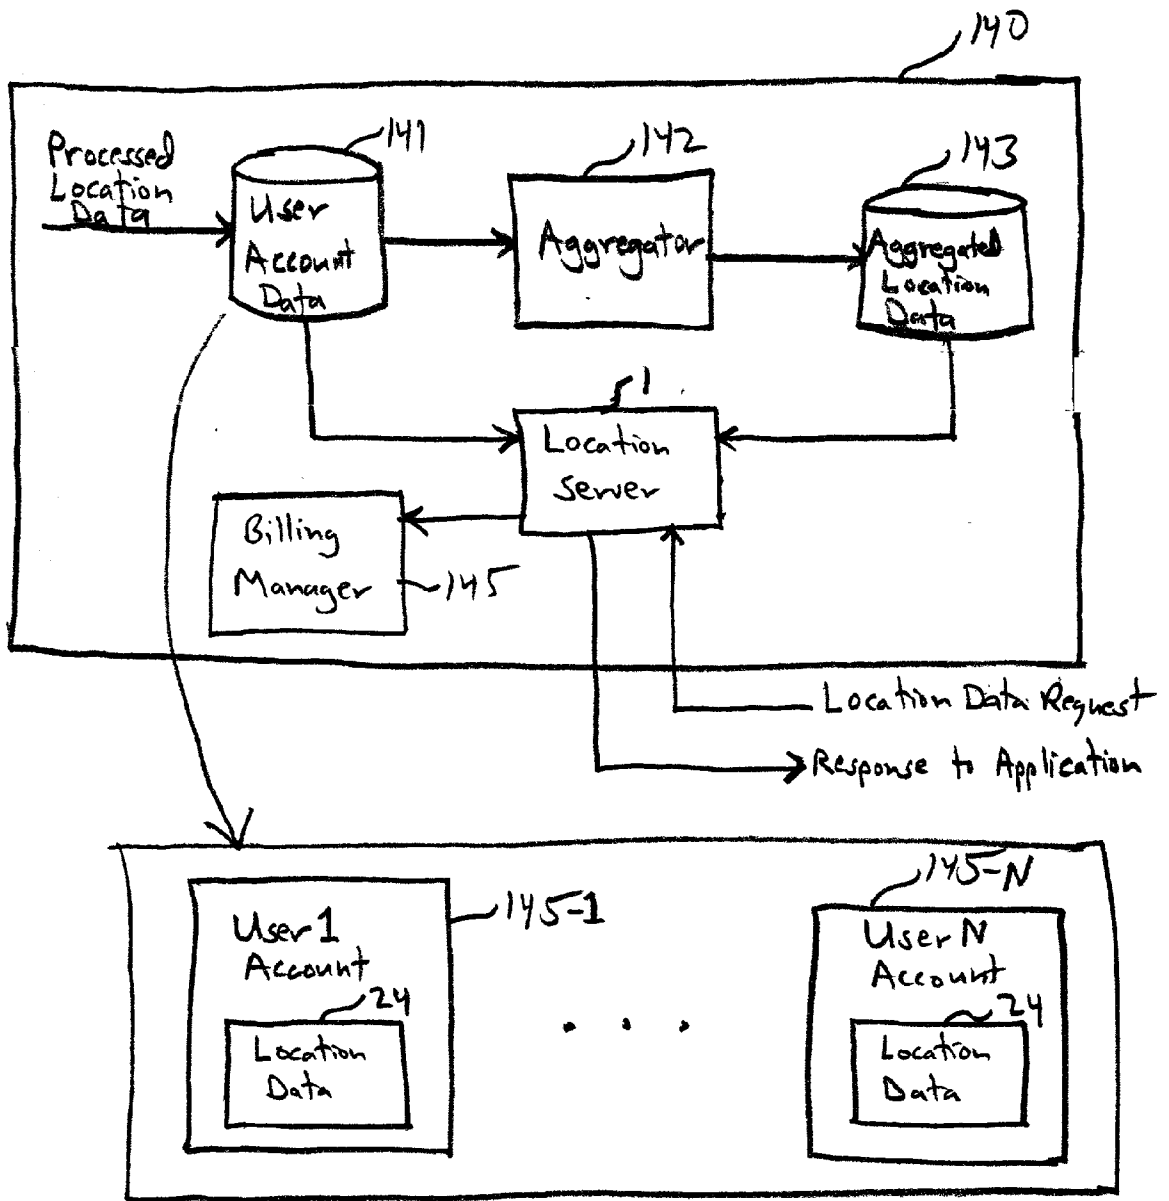 140
Processed
Location
Data
141
User
Account
Data
142
Aggregator
143
Aggregated
Location
Data
51
Location
Server
Billing
Manager
145
Location Data Request
Response to Application
145-1
User 1
Account
24
Location
Data
. . .
145-N
User N
Account
24
Location
Data